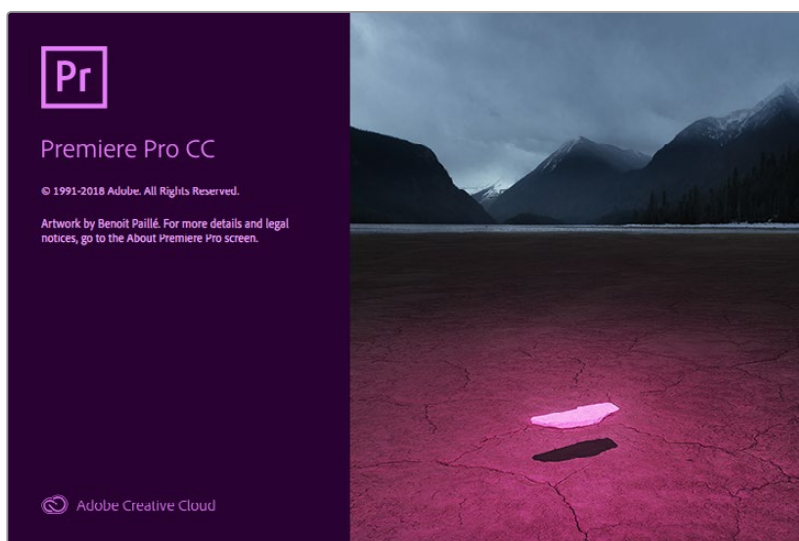 Pr
Premiere Pro CC
© 1991-2018 Adobe. All Rights Reserved.
Artwork by Benoit Paillé. For more details and legal
notices, go to the About Premiere Pro screen.
Adobe Creative Cloud